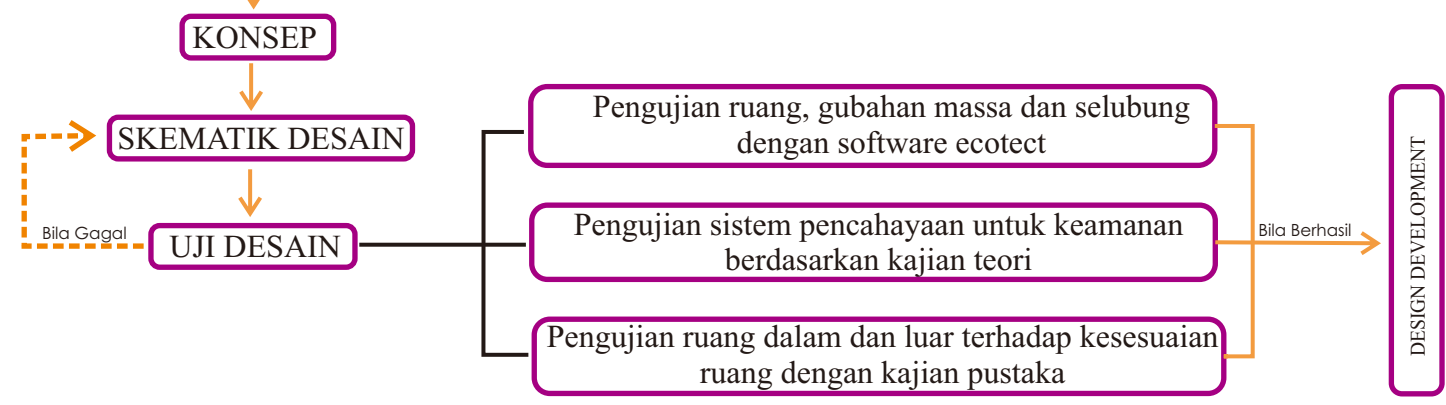 KONSEP
SKEMATIK DESAIN
Bila Gagal
UJI DESAIN
Pengujian ruang, gubahan massa dan selubung
dengan software ecotect
Pengujian sistem pencahayaan untuk keamanan
berdasarkan kajian teori
Pengujian ruang dalam dan luar terhadap kesesuaian
ruang dengan kajian pustaka
Bila Berhasil
DESIGN DEVELOPMENT